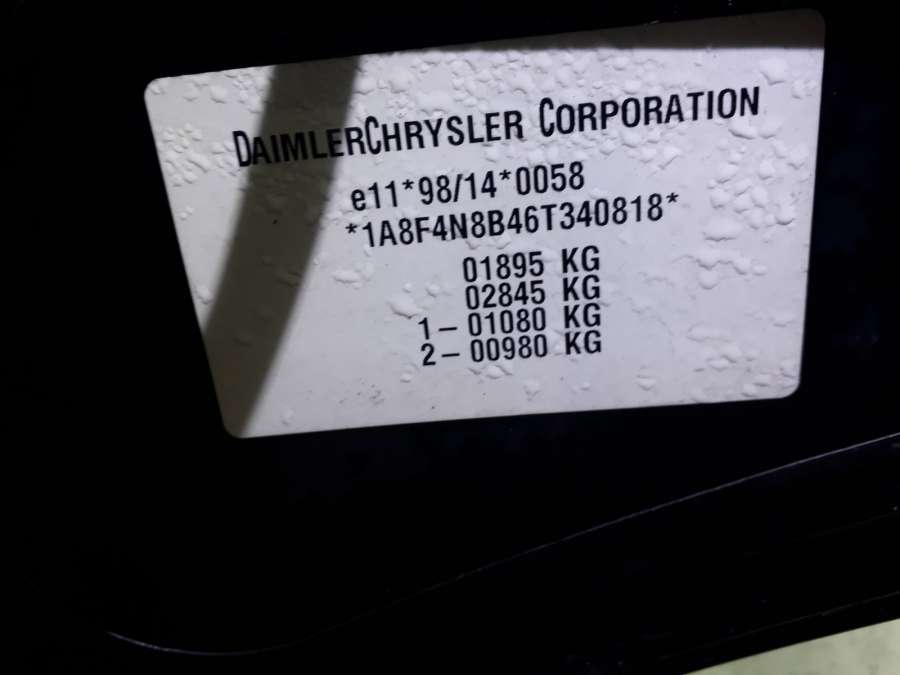 DAIMLERCHRYSLER CORPORATION
e11*98/14*0058
*1A8F4N8B46T340818*
01895 KG
02845 KG
1– 01080 KG
2– 00980 KG